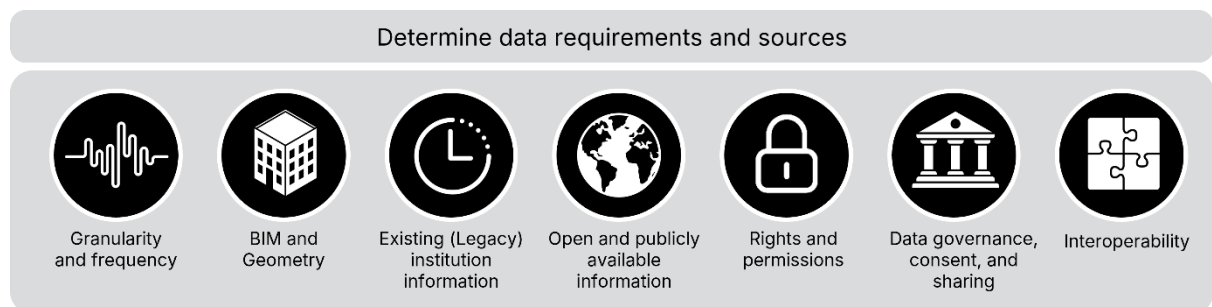 Determine data requirements and sources
Granularity
and frequency
BIM and
Geometry
Existing (Legacy)
institution
information
Open and publicly
available
information
Rights and
permissions
Data governance,
consent, and
sharing
Interoperability